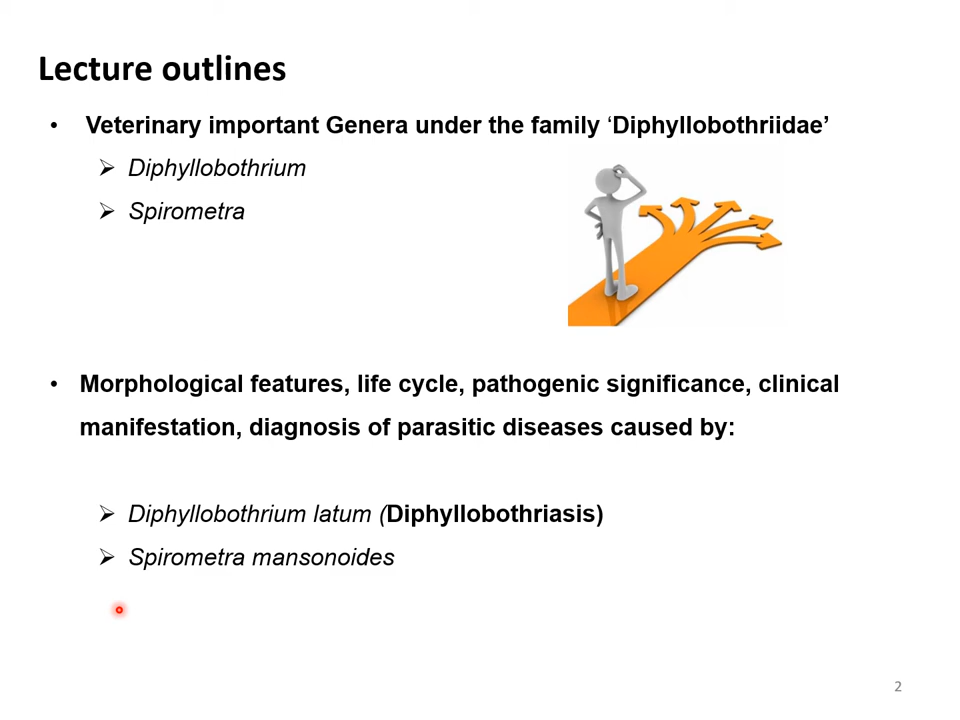 Lecture outlines
• Veterinary important Genera under the family ‘Diphyllobothriidae’
➢ Diphyllobothrium
➢ Spirometra
• Morphological features, life cycle, pathogenic significance, clinical
manifestation, diagnosis of parasitic diseases caused by:
➢ Diphyllobothrium latum (Diphyllobothriasis)
➢ Spirometra mansonoides
2